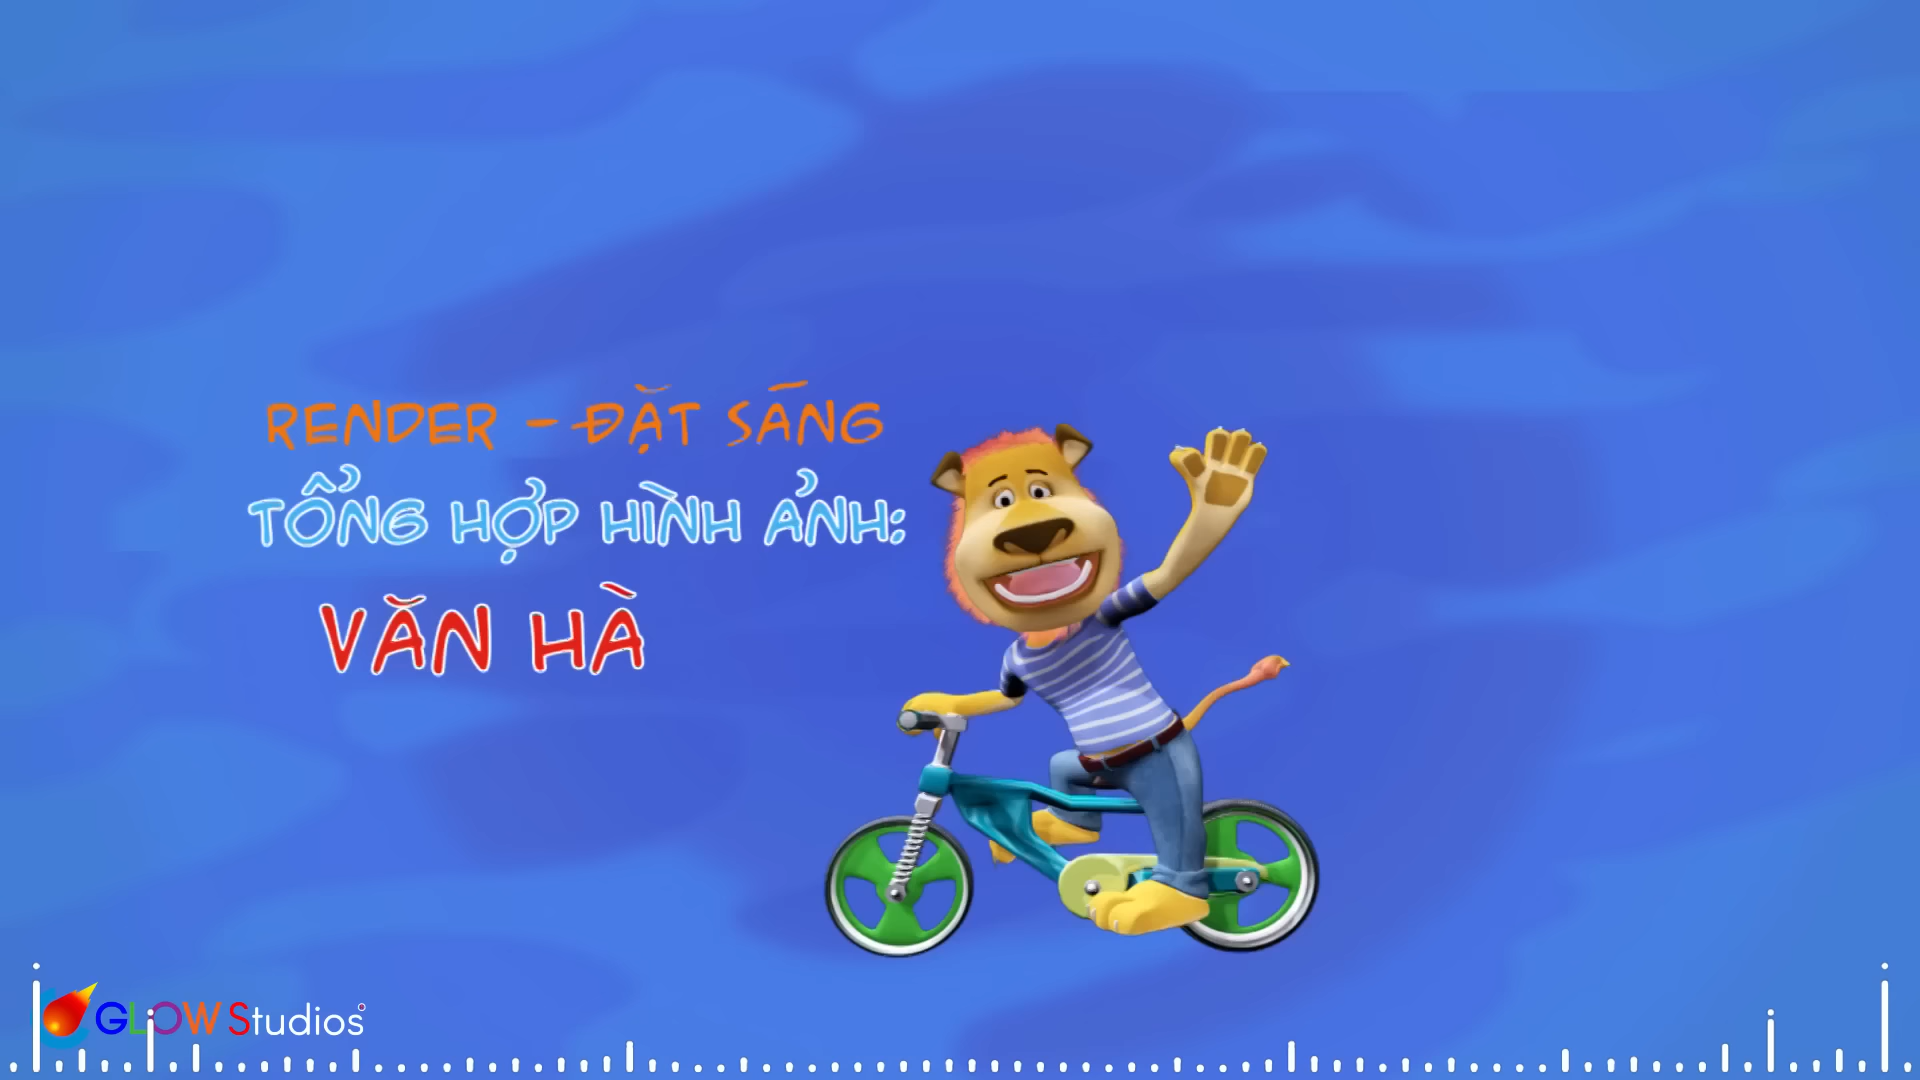 RENDER - ĐẶT SÁNG
TỔNG HỢP HÌNH ẢNH:
VĂN HÀ
GLOW Studios